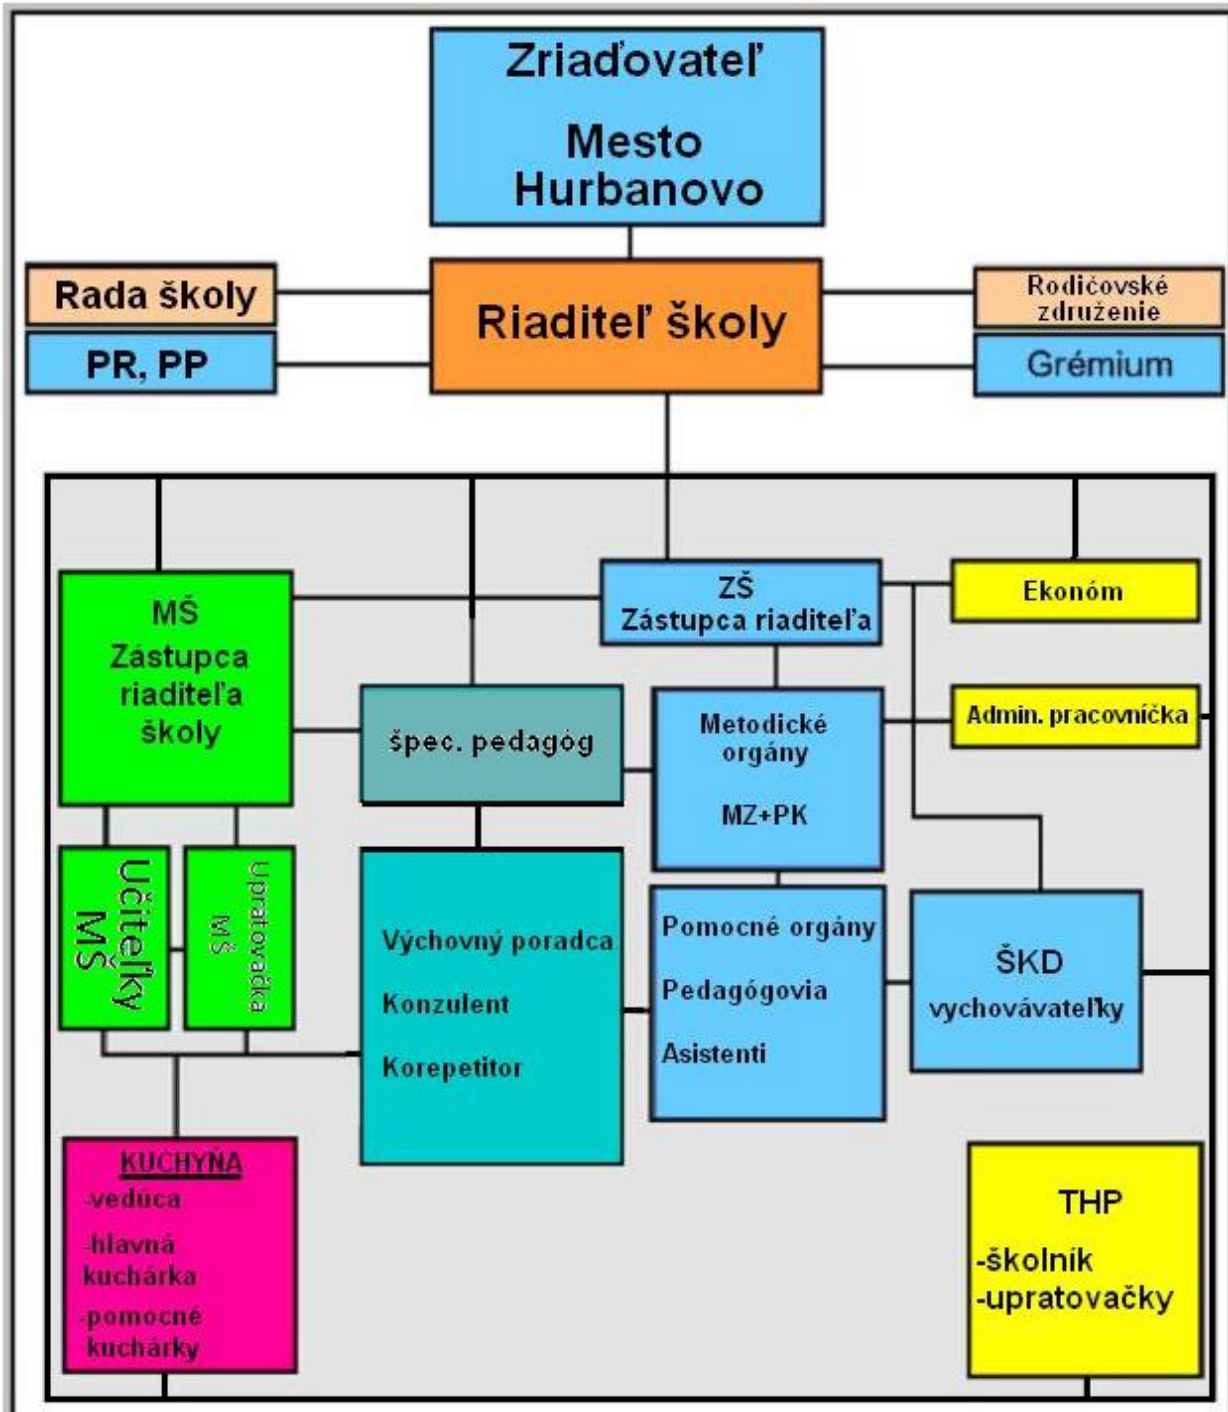 Zriaďovateľ
Mesto
Hurbanovo
Rada školy
PR, PP
Riaditeľ školy
Rodičovské
združenie
Grémium
MŠ
Zástupca
riaditeľa
školy
ZŠ
Zástupca riaditeľa
Ekonóm
špec. pedagóg
Metodické
orgány
MZ+PK
Admin. pracovníčka
Učiteľky
MŠ
Upratovačka
MŠ
Výchovný poradca
Konzulent
Korepetitor
Pomocné orgány
Pedagógovia
Asistenti
ŠKD
vychovávateľky
KUCHYŇA
-vedúca
-hlavná
kuchárka
-pomocné
kuchárky
THP
-školník
-upratovačky